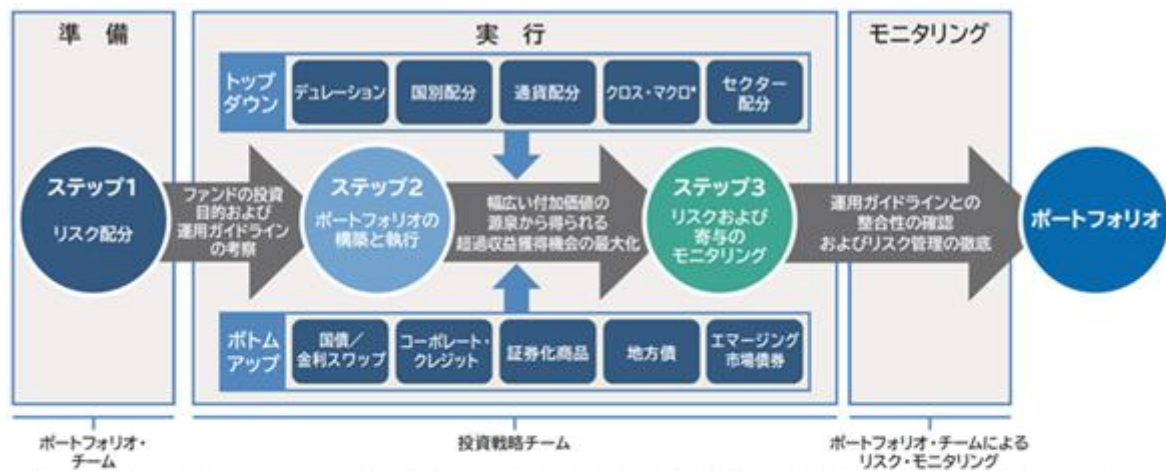 準　備
実　行
モニタリング
トップ
ダウン
デュレーション
国別配分
通貨配分
クロス・マクロ*
セクター
配分
ステップ1
リスク配分
ファンドの投資
目的および
運用ガイドライン
の考察
ステップ2
ポートフォリオの
構築と執行
幅広い付加価値の
源泉から得られる
超過収益獲得機会の最大化
ステップ3
リスクおよび
寄与の
モニタリング
運用ガイドラインとの
整合性の確認
およびリスク管理の徹底
ポートフォリオ
ボトム
アップ
国債／
金利スワップ
コーポレート・
クレジット
証券化商品
地方債
エマージング
市場債券
ポートフォリオ・
チーム
投資戦略チーム
ポートフォリオ・チームによる
リスク・モニタリング